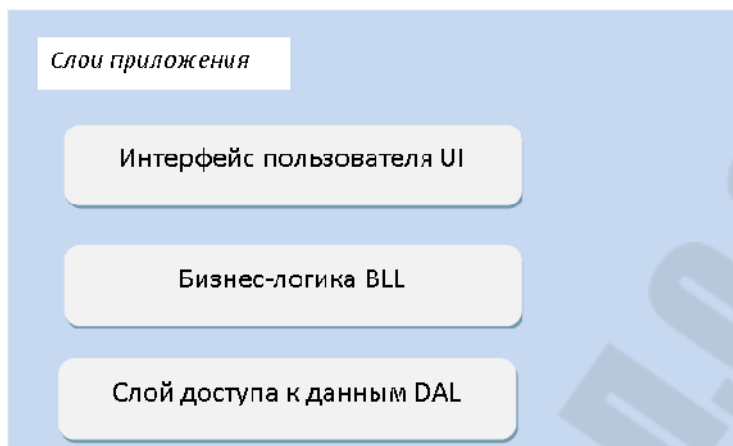 Слои приложения
Интерфейс пользователя UI
Бизнес-логика BLL
Слой доступа к данным DAL